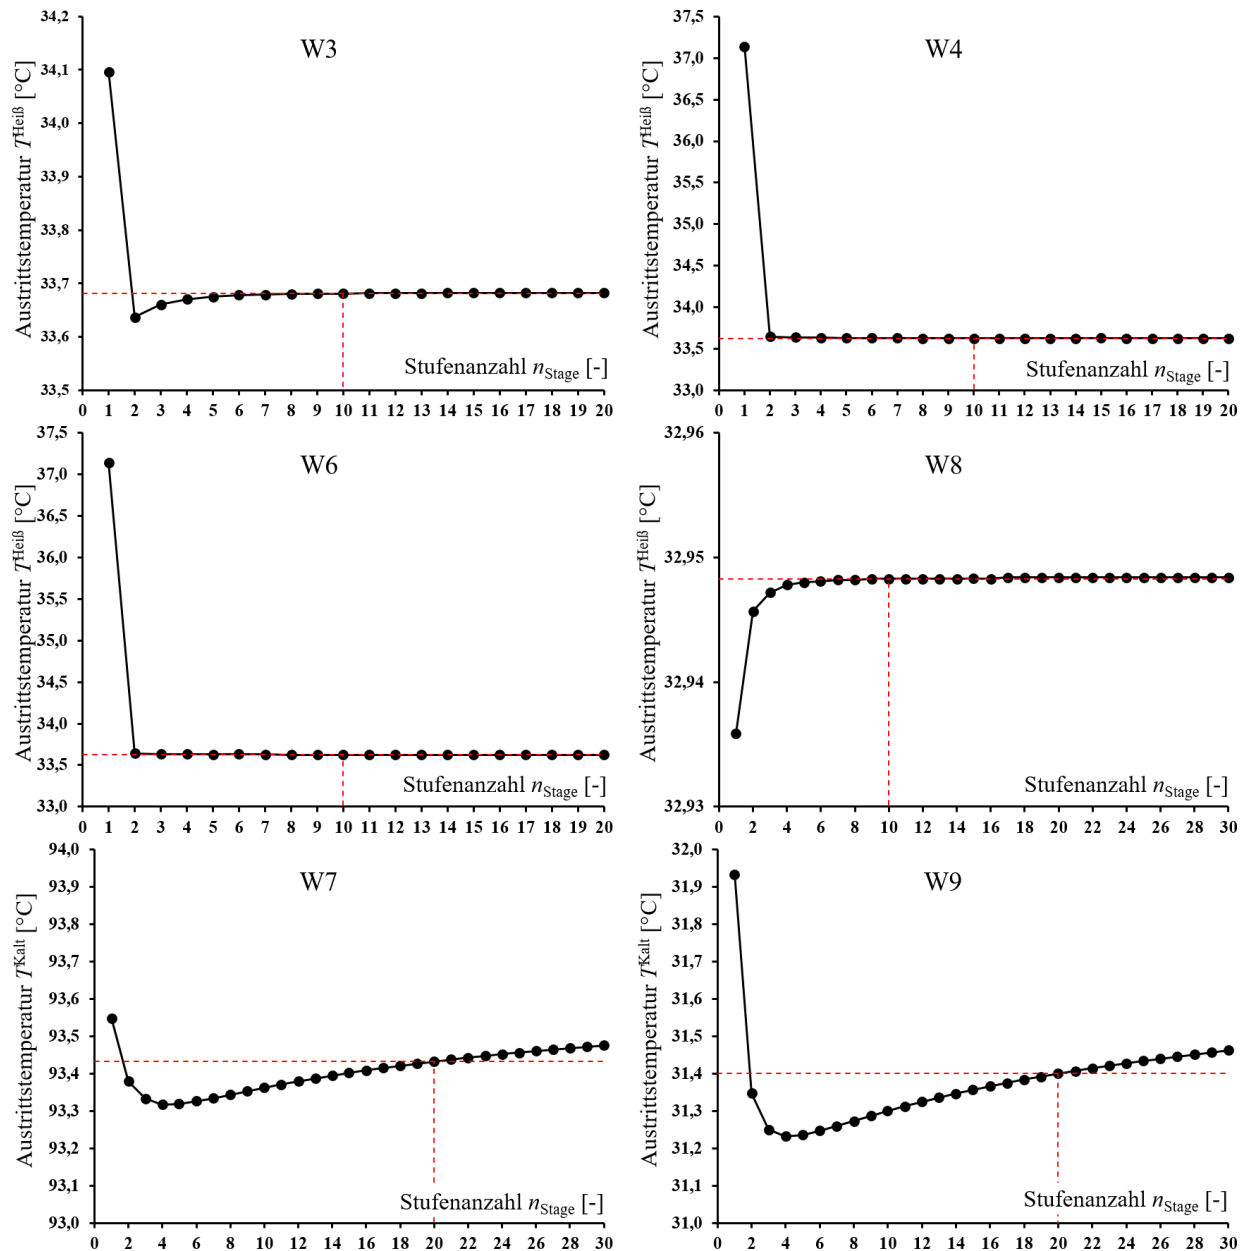 W3
Austrittstemperatur T^Heiß [°C]
34,2
34,1
34,0
33,9
33,8
33,7
33,6
33,5
Stufenanzahl n_Stage [-]
0 1 2 3 4 5 6 7 8 9 10 11 12 13 14 15 16 17 18 19 20
W4
Austrittstemperatur T^Heiß [°C]
37,5
37,0
36,5
36,0
35,5
35,0
34,5
34,0
33,5
33,0
Stufenanzahl n_Stage [-]
0 1 2 3 4 5 6 7 8 9 10 11 12 13 14 15 16 17 18 19 20
W6
Austrittstemperatur T^Heiß [°C]
37,5
37,0
36,5
36,0
35,5
35,0
34,5
34,0
33,5
33,0
Stufenanzahl n_Stage [-]
0 1 2 3 4 5 6 7 8 9 10 11 12 13 14 15 16 17 18 19 20
W8
Austrittstemperatur T^Heiß [°C]
32,96
32,95
32,94
32,93
Stufenanzahl n_Stage [-]
0 2 4 6 8 10 12 14 16 18 20 22 24 26 28 30
W7
Austrittstemperatur T^Kalt [°C]
94,0
93,9
93,8
93,7
93,6
93,5
93,4
93,3
93,2
93,1
93,0
Stufenanzahl n_Stage [-]
0 2 4 6 8 10 12 14 16 18 20 22 24 26 28 30
W9
Austrittstemperatur T^Kalt [°C]
32,0
31,9
31,8
31,7
31,6
31,5
31,4
31,3
31,2
31,1
31,0
Stufenanzahl n_Stage [-]
0 2 4 6 8 10 12 14 16 18 20 22 24 26 28 30